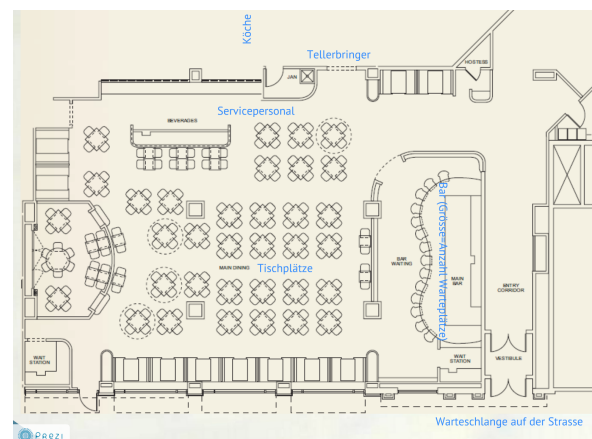 Köche
Tellerbringer
HOSTESS
JAN
Servicepersonal
BEVERAGES
Bar (Grösse=Anzahl Warteplätze)
MAIN DINING
Tischplätze
BAR
WAITING
MAIN
BAR
ENTRY
CORRIDOR
WAIT
STATION
WAIT
STATION
VESTIBULE
Warteschlange auf der Strasse
Prezi